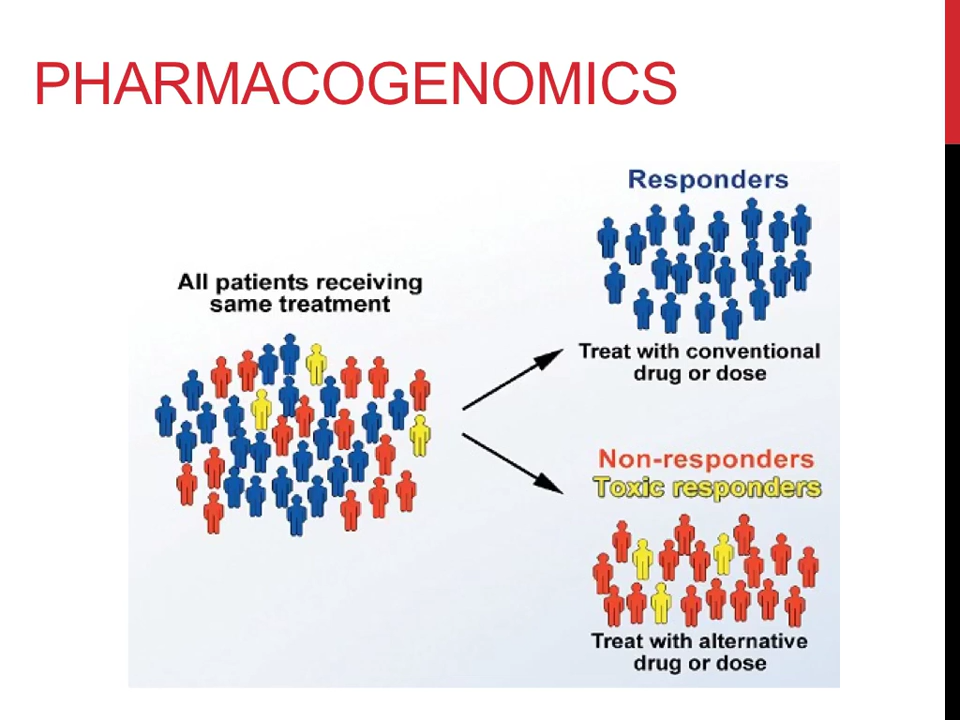 PHARMACOGENOMICS
All patients receiving
same treatment
Responders
Treat with conventional
drug or dose
Non-responders
Toxic responders
Treat with alternative
drug or dose